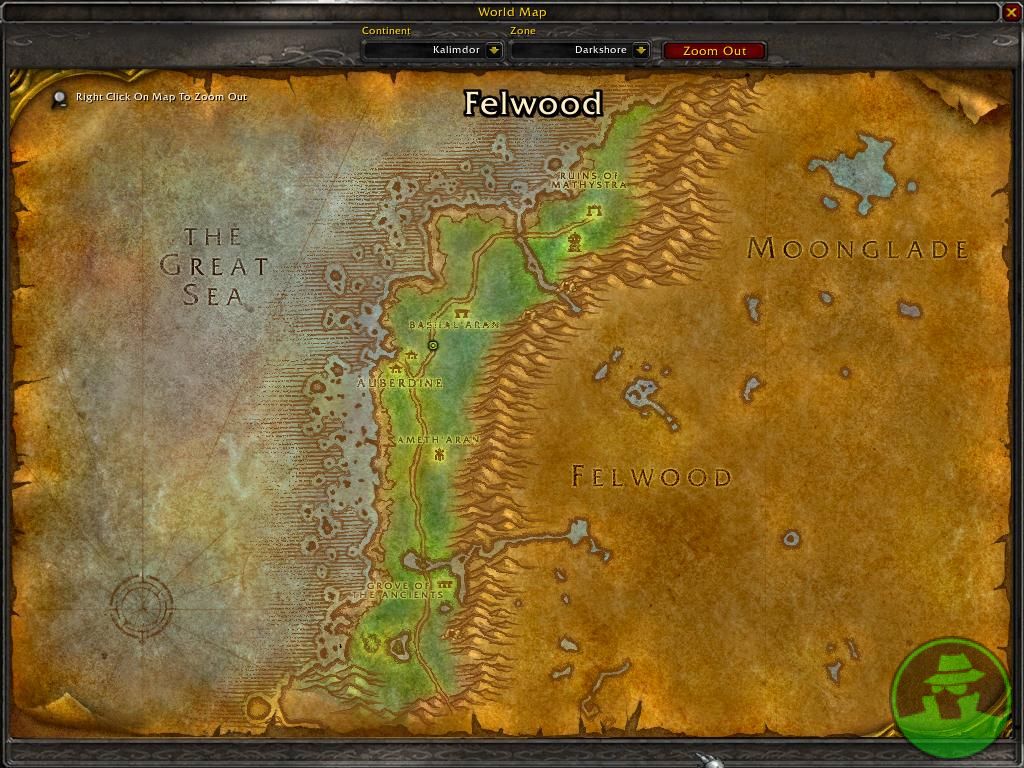 World Map
Continent
Zone
Kalimdor
Darkshore
Zoom Out
Right Click On Map To Zoom Out
Felwood
RUINS OF
MATHYSTRA
THE
GREAT
SEA
MOONGLADE
BASHAL'ARAN
AUBERDINE
AMETH'ARAN
FELWOOD
GROVE OF
THE ANCIENTS